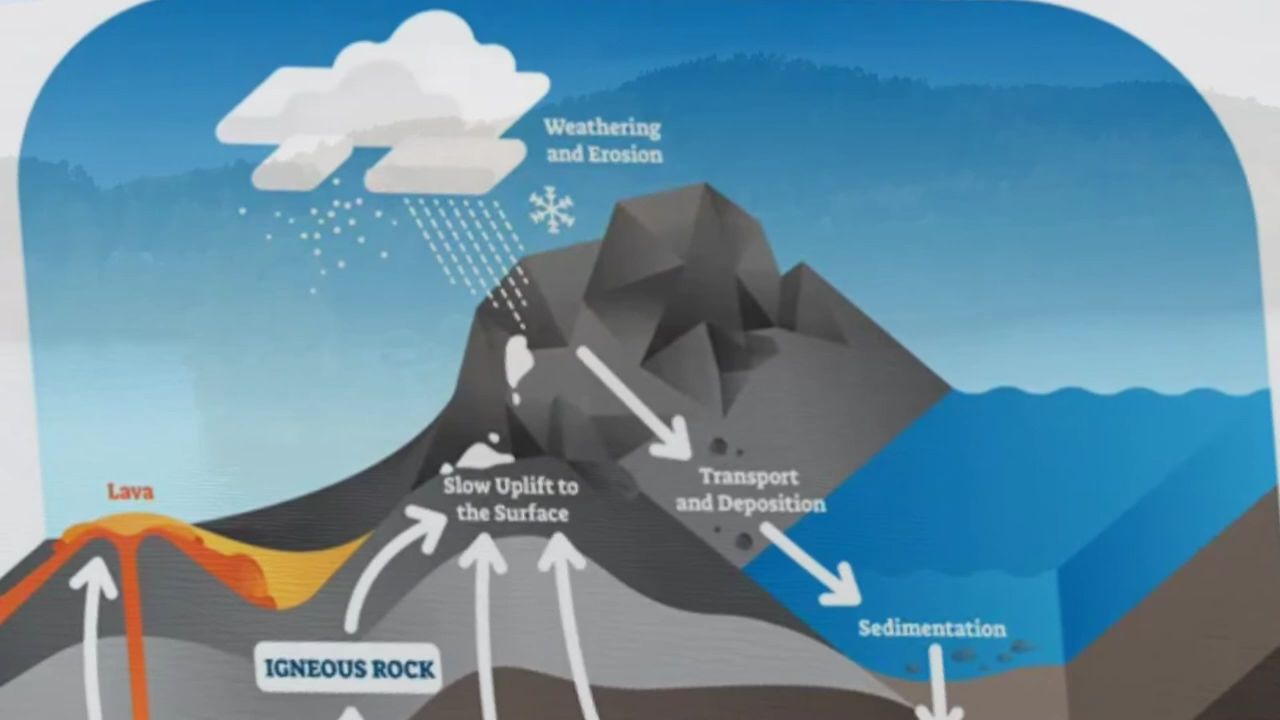 Weathering
and Erosion
Lava
Slow Uplift to
the Surface
Transport
and Deposition
Sedimentation
IGNEOUS ROCK